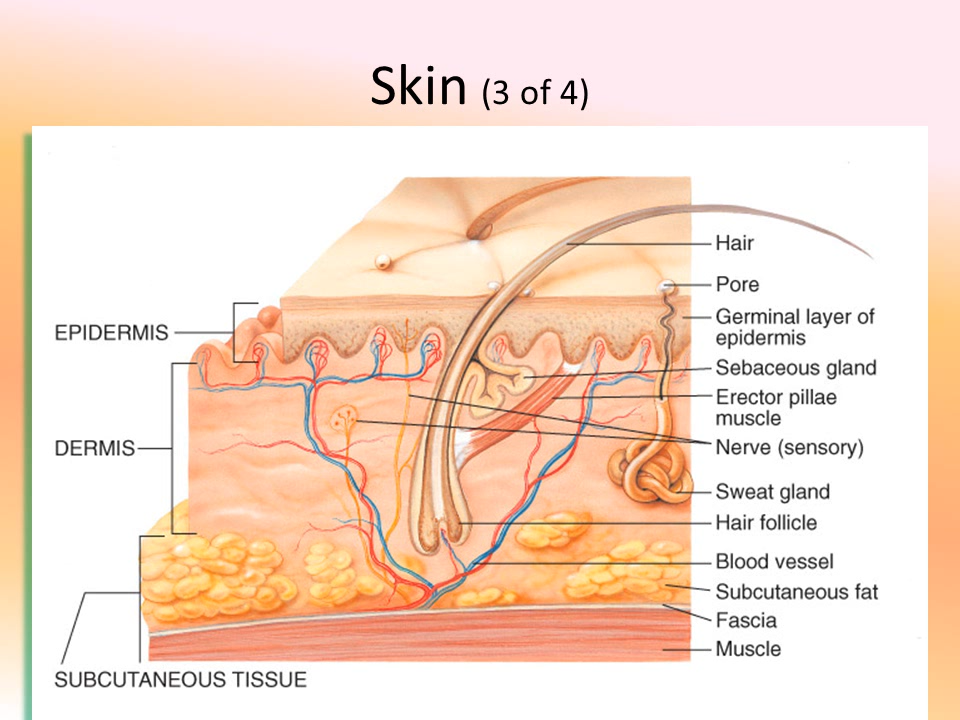 Skin (3 of 4)
Hair
Pore
Germinal layer of
epidermis
Sebaceous gland
Erector pillae
muscle
Nerve (sensory)
Sweat gland
Hair follicle
Blood vessel
Subcutaneous fat
Fascia
Muscle
EPIDERMIS
DERMIS
SUBCUTANEOUS TISSUE